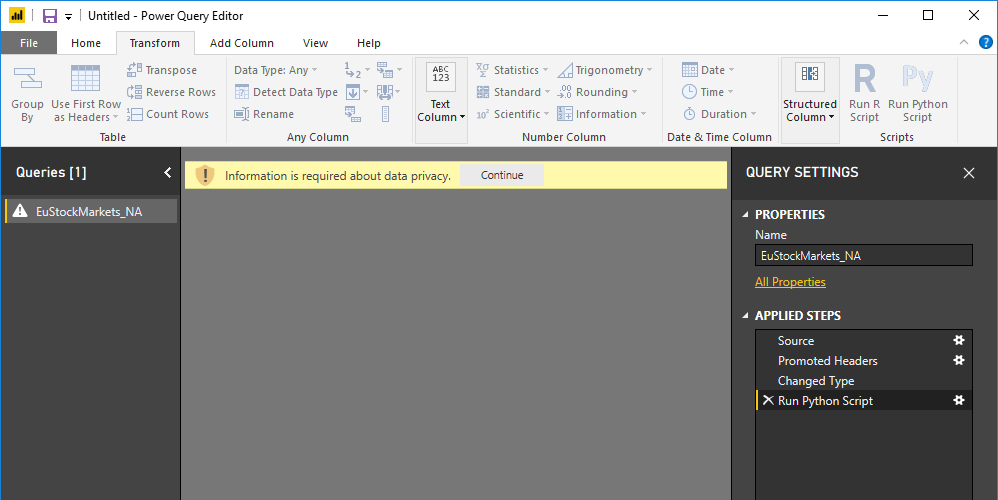 Untitled - Power Query Editor
File Home Transform Add Column View Help
Group By
Use First Row as Headers
Transpose
Reverse Rows
Count Rows
Table
Data Type: Any
Detect Data Type
Rename
1 2
Any Column
ABC 123
Text Column
Statistics
Standard
10² Scientific
Trigonometry
.00 Rounding
Information
Number Column
Date
Time
Duration
Date & Time Column
Structured Column
R
Run R Script
Py
Run Python Script
Scripts
Queries [1]
EuStockMarkets_NA
Information is required about data privacy. Continue
QUERY SETTINGS
PROPERTIES
Name
EuStockMarkets_NA
All Properties
APPLIED STEPS
Source
Promoted Headers
Changed Type
Run Python Script